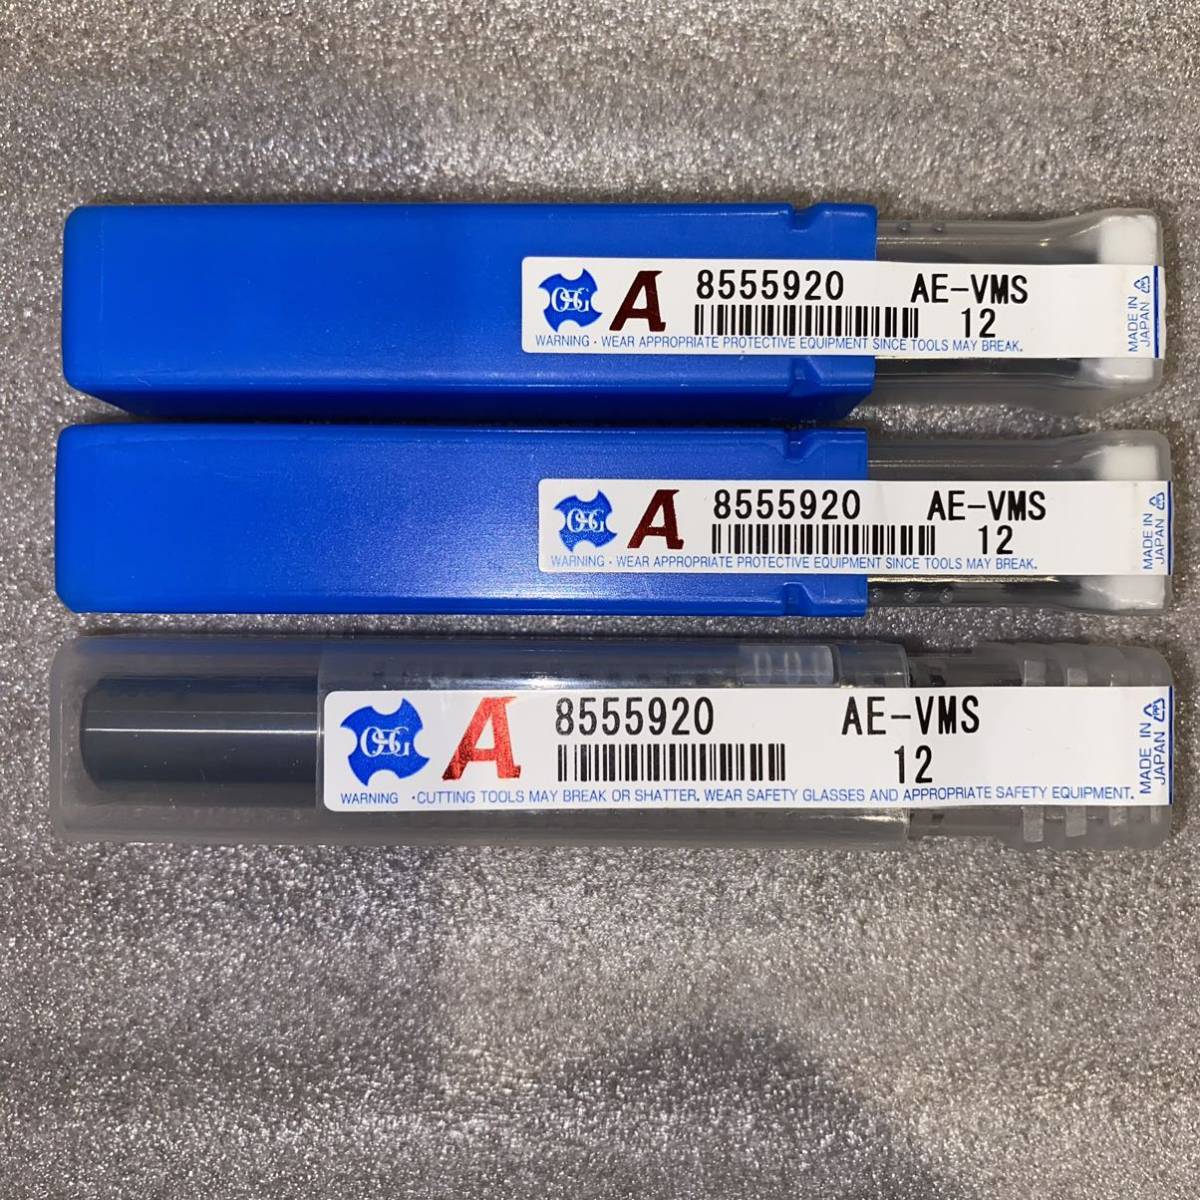 OSG A 8555920 AE-VMS
12
WARNING · WEAR APPROPRIATE PROTECTIVE EQUIPMENT SINCE TOOLS MAY BREAK.
MADE IN
JAPAN
OSG A 8555920 AE-VMS
12
WARNING · WEAR APPROPRIATE PROTECTIVE EQUIPMENT SINCE TOOLS MAY BREAK.
MADE IN
JAPAN
OSG A 8555920 AE-VMS
12
WARNING ·CUTTING TOOLS MAY BREAK OR SHATTER. WEAR SAFETY GLASSES AND APPROPRIATE SAFETY EQUIPMENT.
MADE IN
JAPAN